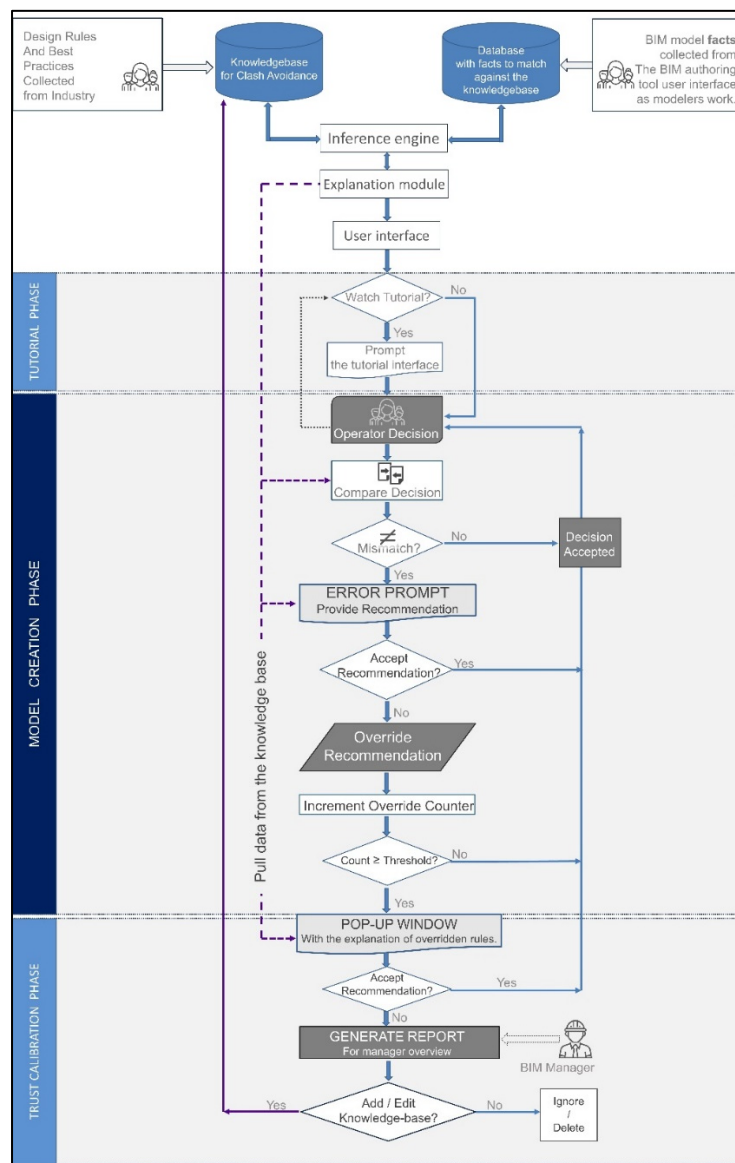 Design Rules
And Best
Practices
Collected
from Industry
Knowledgebase
for Clash Avoidance
Database
with facts to match
against the
knowledgebase
BIM model facts
collected from
The BIM authoring
tool user interface
as modelers work.
Inference engine
Explanation module
User interface
TUTORIAL PHASE
Watch Tutorial?
No
Yes
Prompt
the tutorial interface
MODEL CREATION PHASE
Operator Decision
Compare Decision
≠
Mismatch?
No
Decision
Accepted
Yes
ERROR PROMPT
Provide Recommendation
Accept
Recommendation?
Yes
No
Override
Recommendation
Increment Override Counter
Count ≥ Threshold?
No
Yes
Pull data from the knowledge base
TRUST CALIBRATION PHASE
POP-UP WINDOW
With the explanation of overridden rules.
Accept
Recommendation?
Yes
No
GENERATE REPORT
For manager overview
BIM Manager
Yes
Add / Edit
Knowledge-base?
No
Ignore
/
Delete